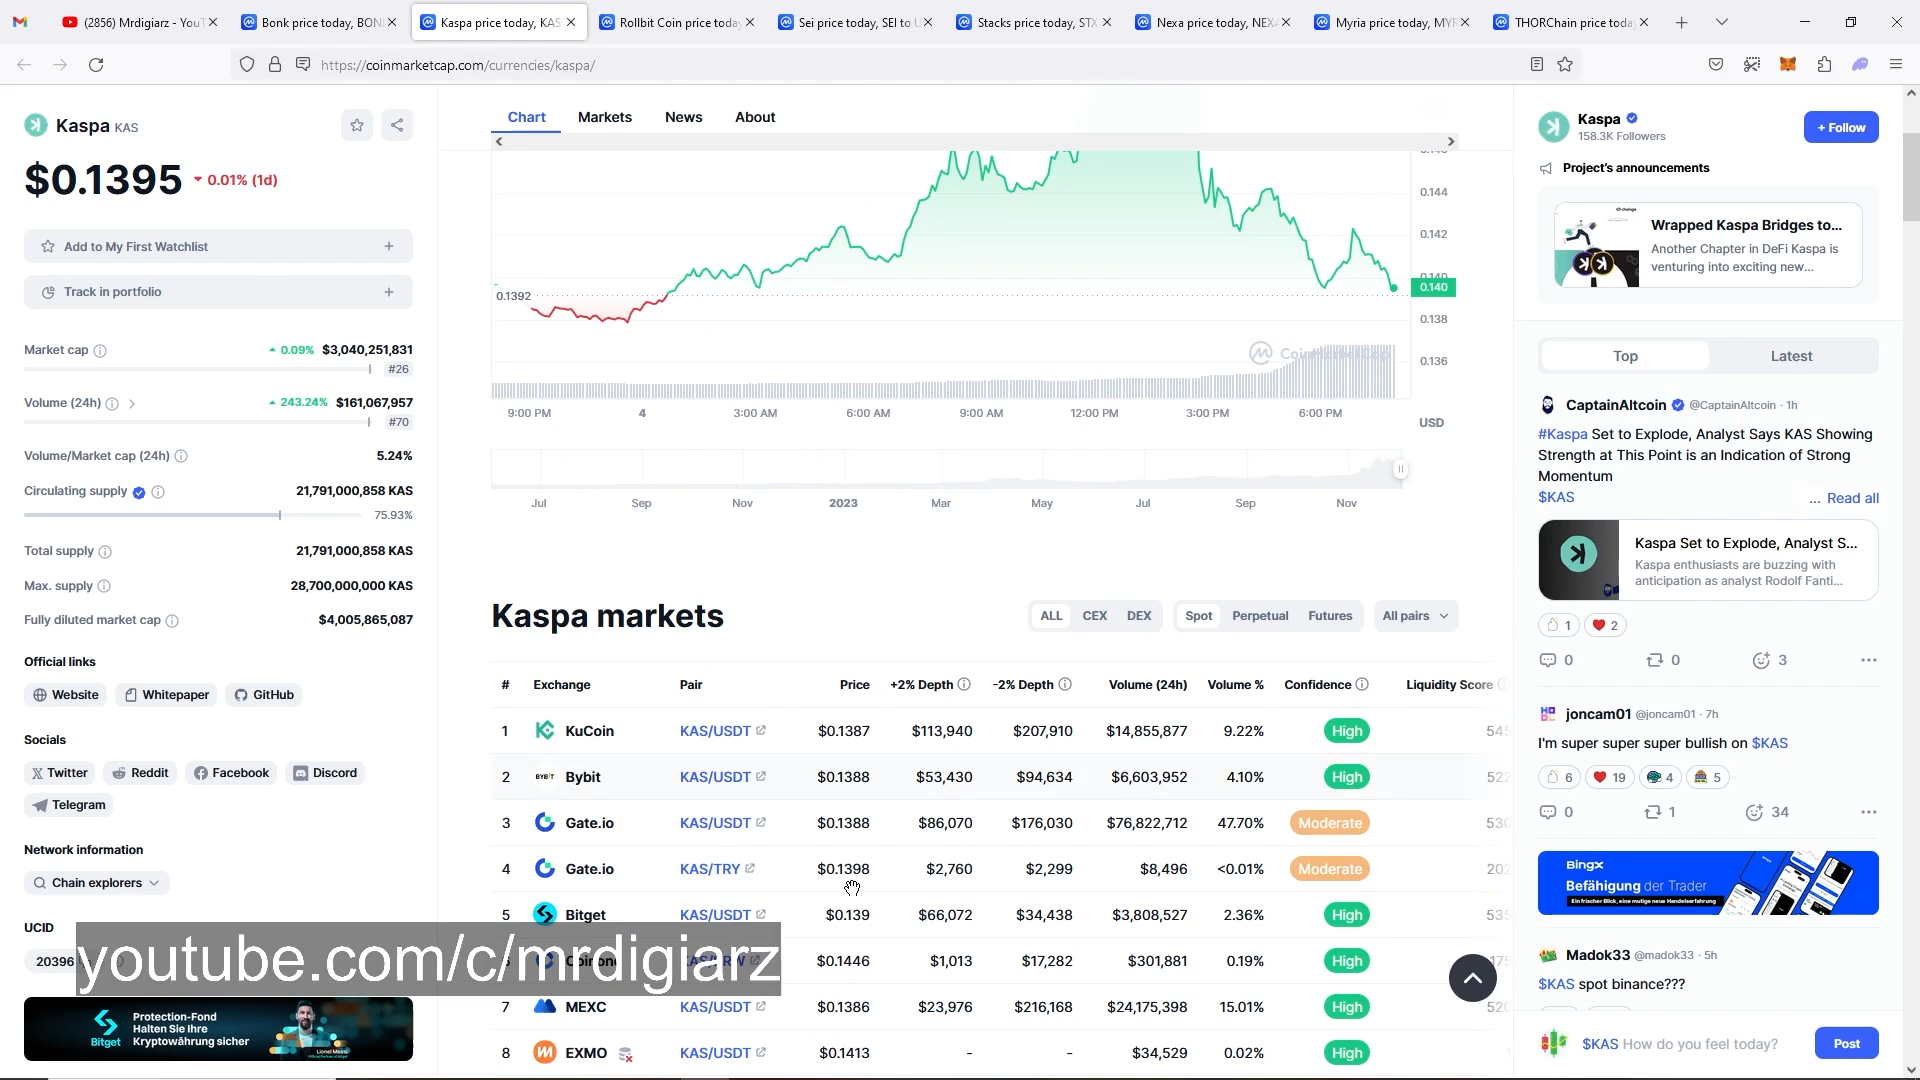 (2856) Mrdigiarz - YouT
Bonk price today, BON
Kaspa price today, KAS
Rollbit Coin price today
Sei price today, SEI to U
Stacks price today, STX
Nexa price today, NEXA
Myria price today, MYR
THORChain price today
https://coinmarketcap.com/currencies/kaspa/
Kaspa KAS
$0.1395 0.01% (1d)
Add to My First Watchlist
Track in portfolio
Market cap 0.09% $3,040,251,831
#26
Volume (24h) 243.24% $161,067,957
#70
Volume/Market cap (24h) 5.24%
Circulating supply 21,791,000,858 KAS
75.93%
Total supply 21,791,000,858 KAS
Max. supply 28,700,000,000 KAS
Fully diluted market cap $4,005,865,087
Official links
Website Whitepaper GitHub
Socials
Twitter Reddit Facebook Discord
Telegram
Network information
Chain explorers
UCID
20396
youtube.com/c/mrdigiarz
Bitget
Protection-Fond
Halten Sie Ihre
Kryptowährung sicher
Chart Markets News About
0.144
0.142
0.140
0.140
0.138
0.136
0.1392
CoinMarketCap
9:00 PM 4 3:00 AM 6:00 AM 9:00 AM 12:00 PM 3:00 PM 6:00 PM
USD
Jul Sep Nov 2023 Mar May Jul Sep Nov
Kaspa markets
ALL CEX DEX Spot Perpetual Futures All pairs
# Exchange Pair Price +2% Depth -2% Depth Volume (24h) Volume % Confidence Liquidity Score
1 KuCoin KAS/USDT $0.1387 $113,940 $207,910 $14,855,877 9.22% High
2 BYBIT Bybit KAS/USDT $0.1388 $53,430 $94,634 $6,603,952 4.10% High
3 Gate.io KAS/USDT $0.1388 $86,070 $176,030 $76,822,712 47.70% Moderate
4 Gate.io KAS/TRY $0.1398 $2,760 $2,299 $8,496 <0.01% Moderate
5 Bitget KAS/USDT $0.139 $66,072 $34,438 $3,808,527 2.36% High
$0.1446 $1,013 $17,282 $301,881 0.19% High
7 MEXC KAS/USDT $0.1386 $23,976 $216,168 $24,175,398 15.01% High
8 EXMO KAS/USDT $0.1413 - - $34,529 0.02% High
Kaspa
158.3K Followers
+ Follow
Project's announcements
Wrapped Kaspa Bridges to...
Another Chapter in DeFi Kaspa is
venturing into exciting new...
Top Latest
CaptainAltcoin @CaptainAltcoin · 1h
#Kaspa Set to Explode, Analyst Says KAS Showing
Strength at This Point is an Indication of Strong
Momentum
$KAS ... Read all
Kaspa Set to Explode, Analyst S...
Kaspa enthusiasts are buzzing with
anticipation as analyst Rodolf Fanti...
1 2
0 0 3
joncam01 @joncam01 · 7h
I'm super super super bullish on $KAS
6 19 4 5
0 1 34
BingX
Befähigung der Trader
Ein frischer Blick, eine mutige neue Handelserfahrung
Madok33 @madok33 · 5h
$KAS spot binance???
$KAS How do you feel today? Post